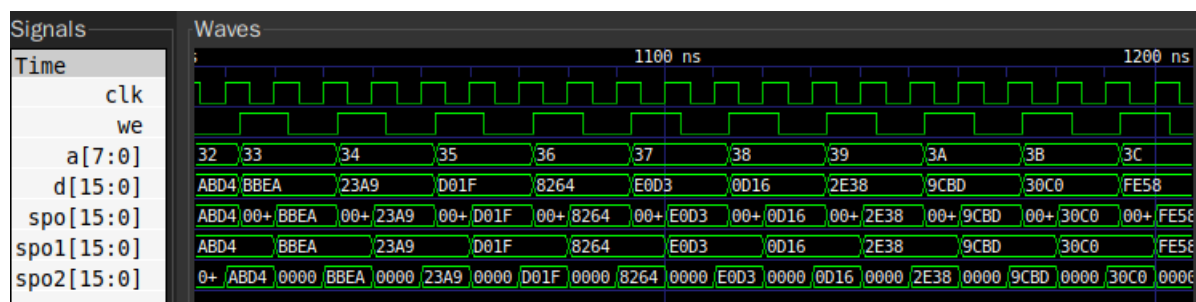 Signals Waves
Time 1100 ns 1200 ns
clk
we
a[7:0] 32 33 34 35 36 37 38 39 3A 3B 3C
d[15:0] ABD4 BBEA 23A9 D01F 8264 E0D3 0D16 2E38 9CBD 30C0 FE58
spo[15:0] ABD4 00+ BBEA 00+ 23A9 00+ D01F 00+ 8264 00+ E0D3 00+ 0D16 00+ 2E38 00+ 9CBD 00+ 30C0 00+ FE58
spo1[15:0] ABD4 BBEA 23A9 D01F 8264 E0D3 0D16 2E38 9CBD 30C0 FE58
spo2[15:0] 0+ ABD4 0000 BBEA 0000 23A9 0000 D01F 0000 8264 0000 E0D3 0000 0D16 0000 2E38 0000 9CBD 0000 30C0 0000